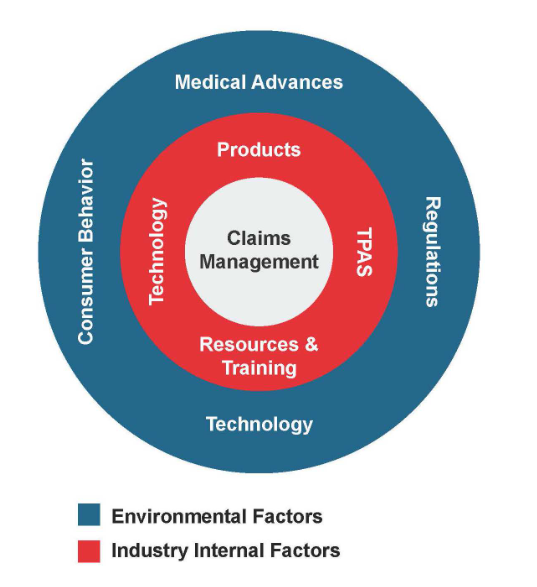 Medical Advances
Products
Consumer Behavior
Technology
Claims
Management
TPAS
Regulations
Resources &
Training
Technology
Environmental Factors
Industry Internal Factors